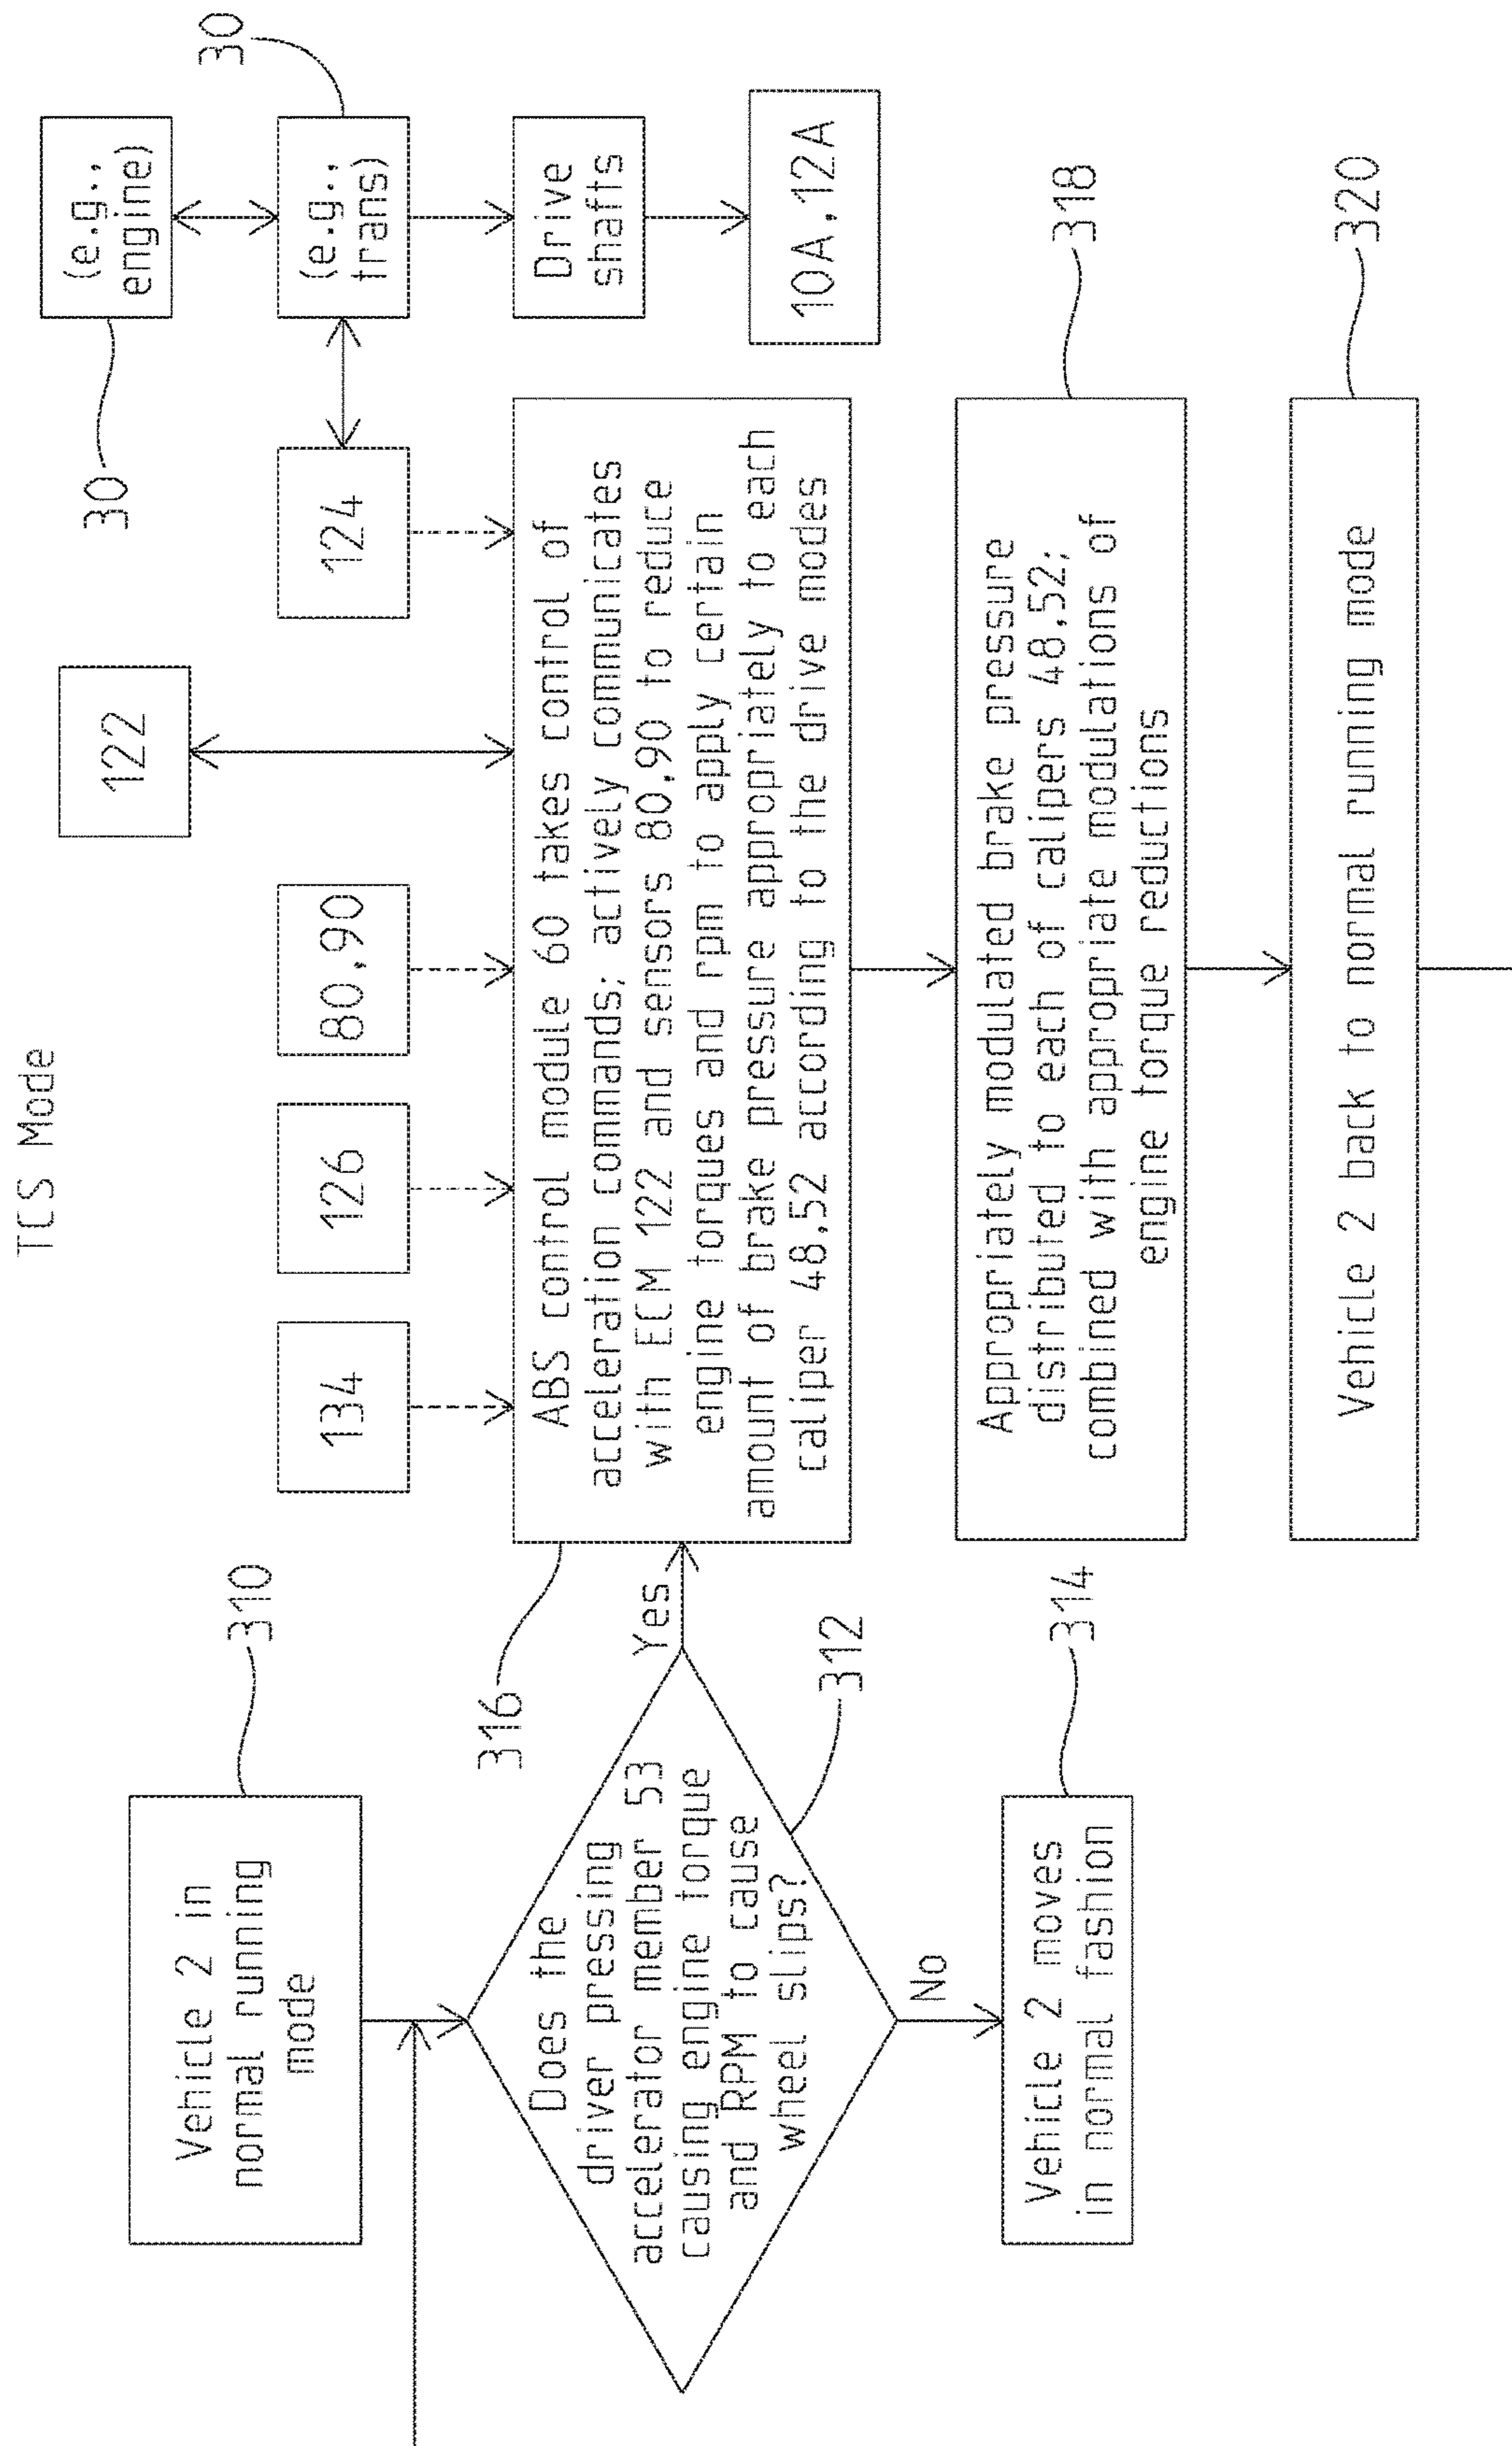 TCS Mode
Vehicle 2 in
normal running
mode
310
Does the
driver pressing
accelerator member 53
causing engine torque
and RPM to cause
wheel slips?
312
Yes
No
Vehicle 2 moves
in normal fashion
314
316
134
126
80,90
122
124
30
(e.g.,
engine)
(e.g.,
trans)
30
Drive
shafts
10A,12A
ABS control module 60 takes control of
acceleration commands; actively communicates
with ECM 122 and sensors 80,90 to reduce
engine torques and rpm to apply certain
amount of brake pressure appropriately to each
caliper 48,52 according to the drive modes
Appropriately modulated brake pressure
distributed to each of calipers 48,52;
combined with appropriate modulations of
engine torque reductions
318
Vehicle 2 back to normal running mode
320